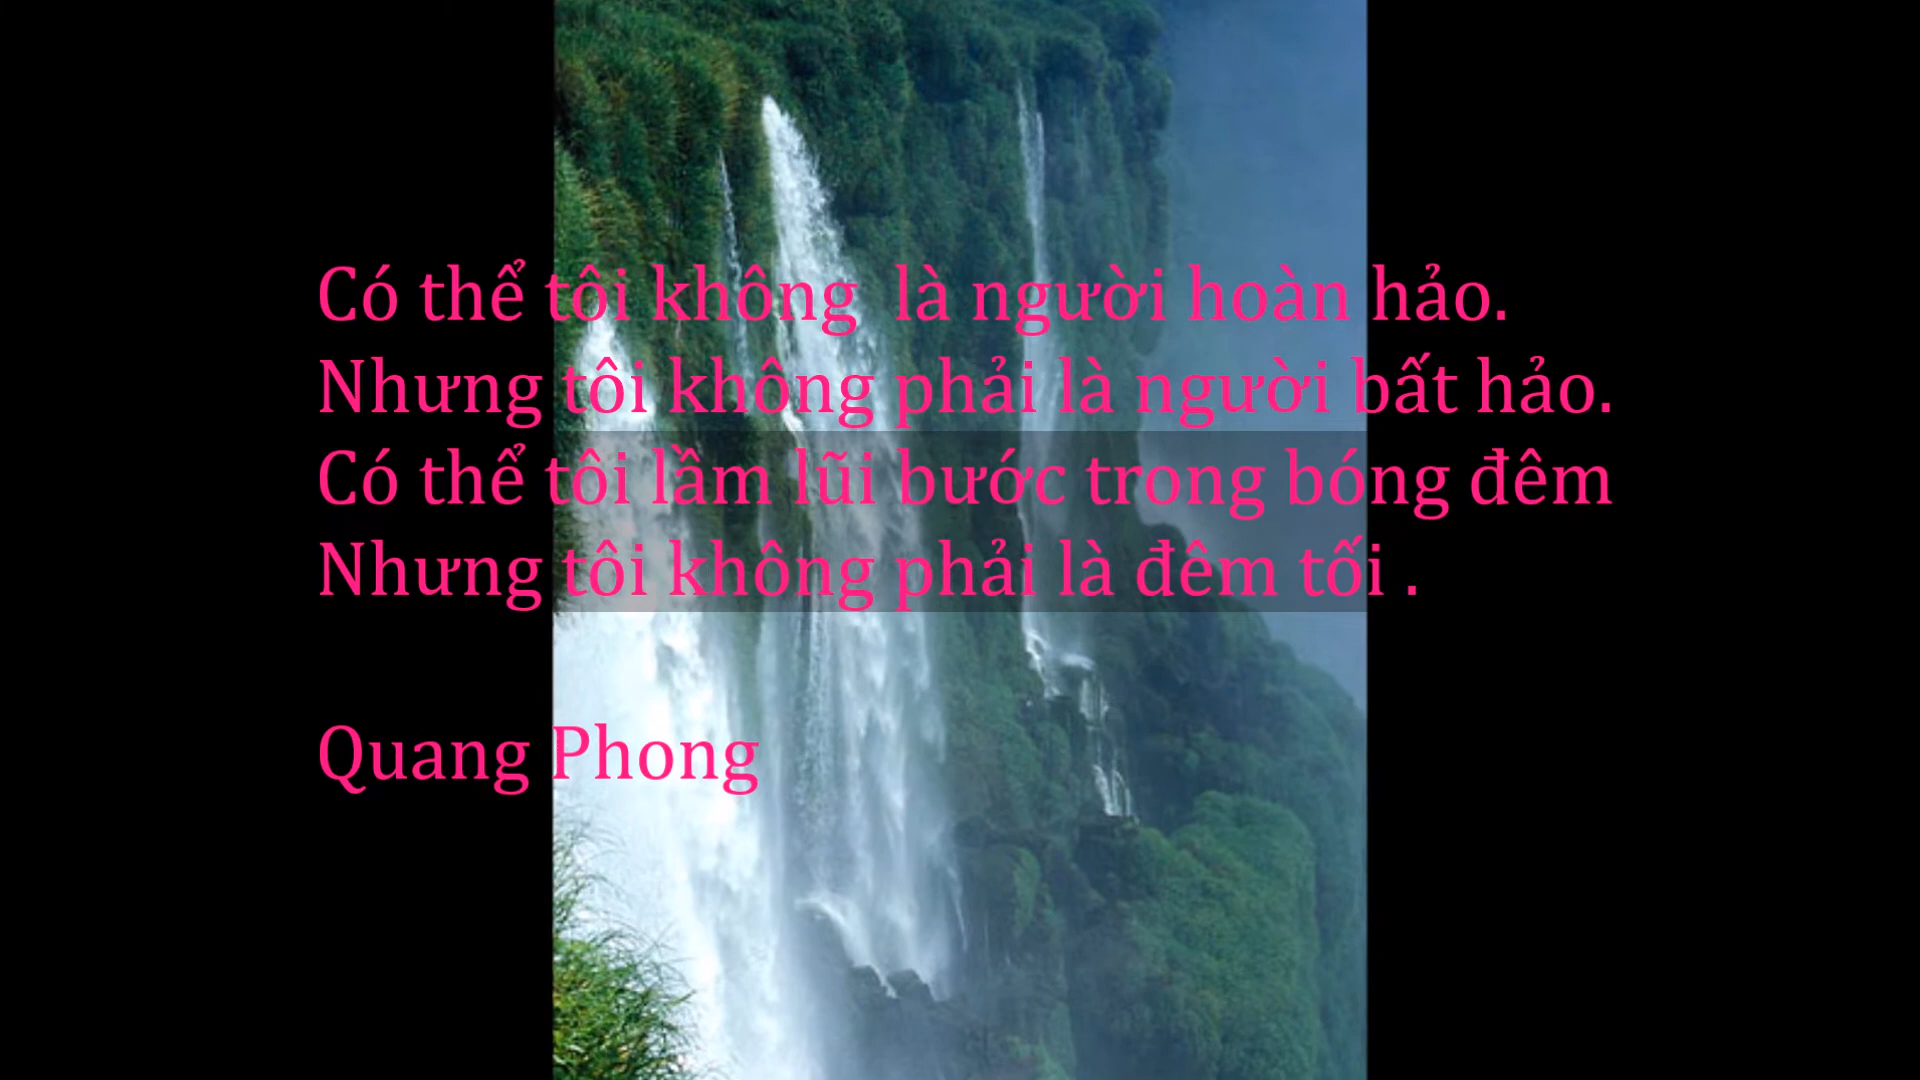 Có thể tôi không  là người hoàn hảo.
Nhưng tôi không phải là người bất hảo.
Có thể tôi lầm lũi bước trong bóng đêm
Nhưng tôi không phải là đêm tối .
Quang Phong